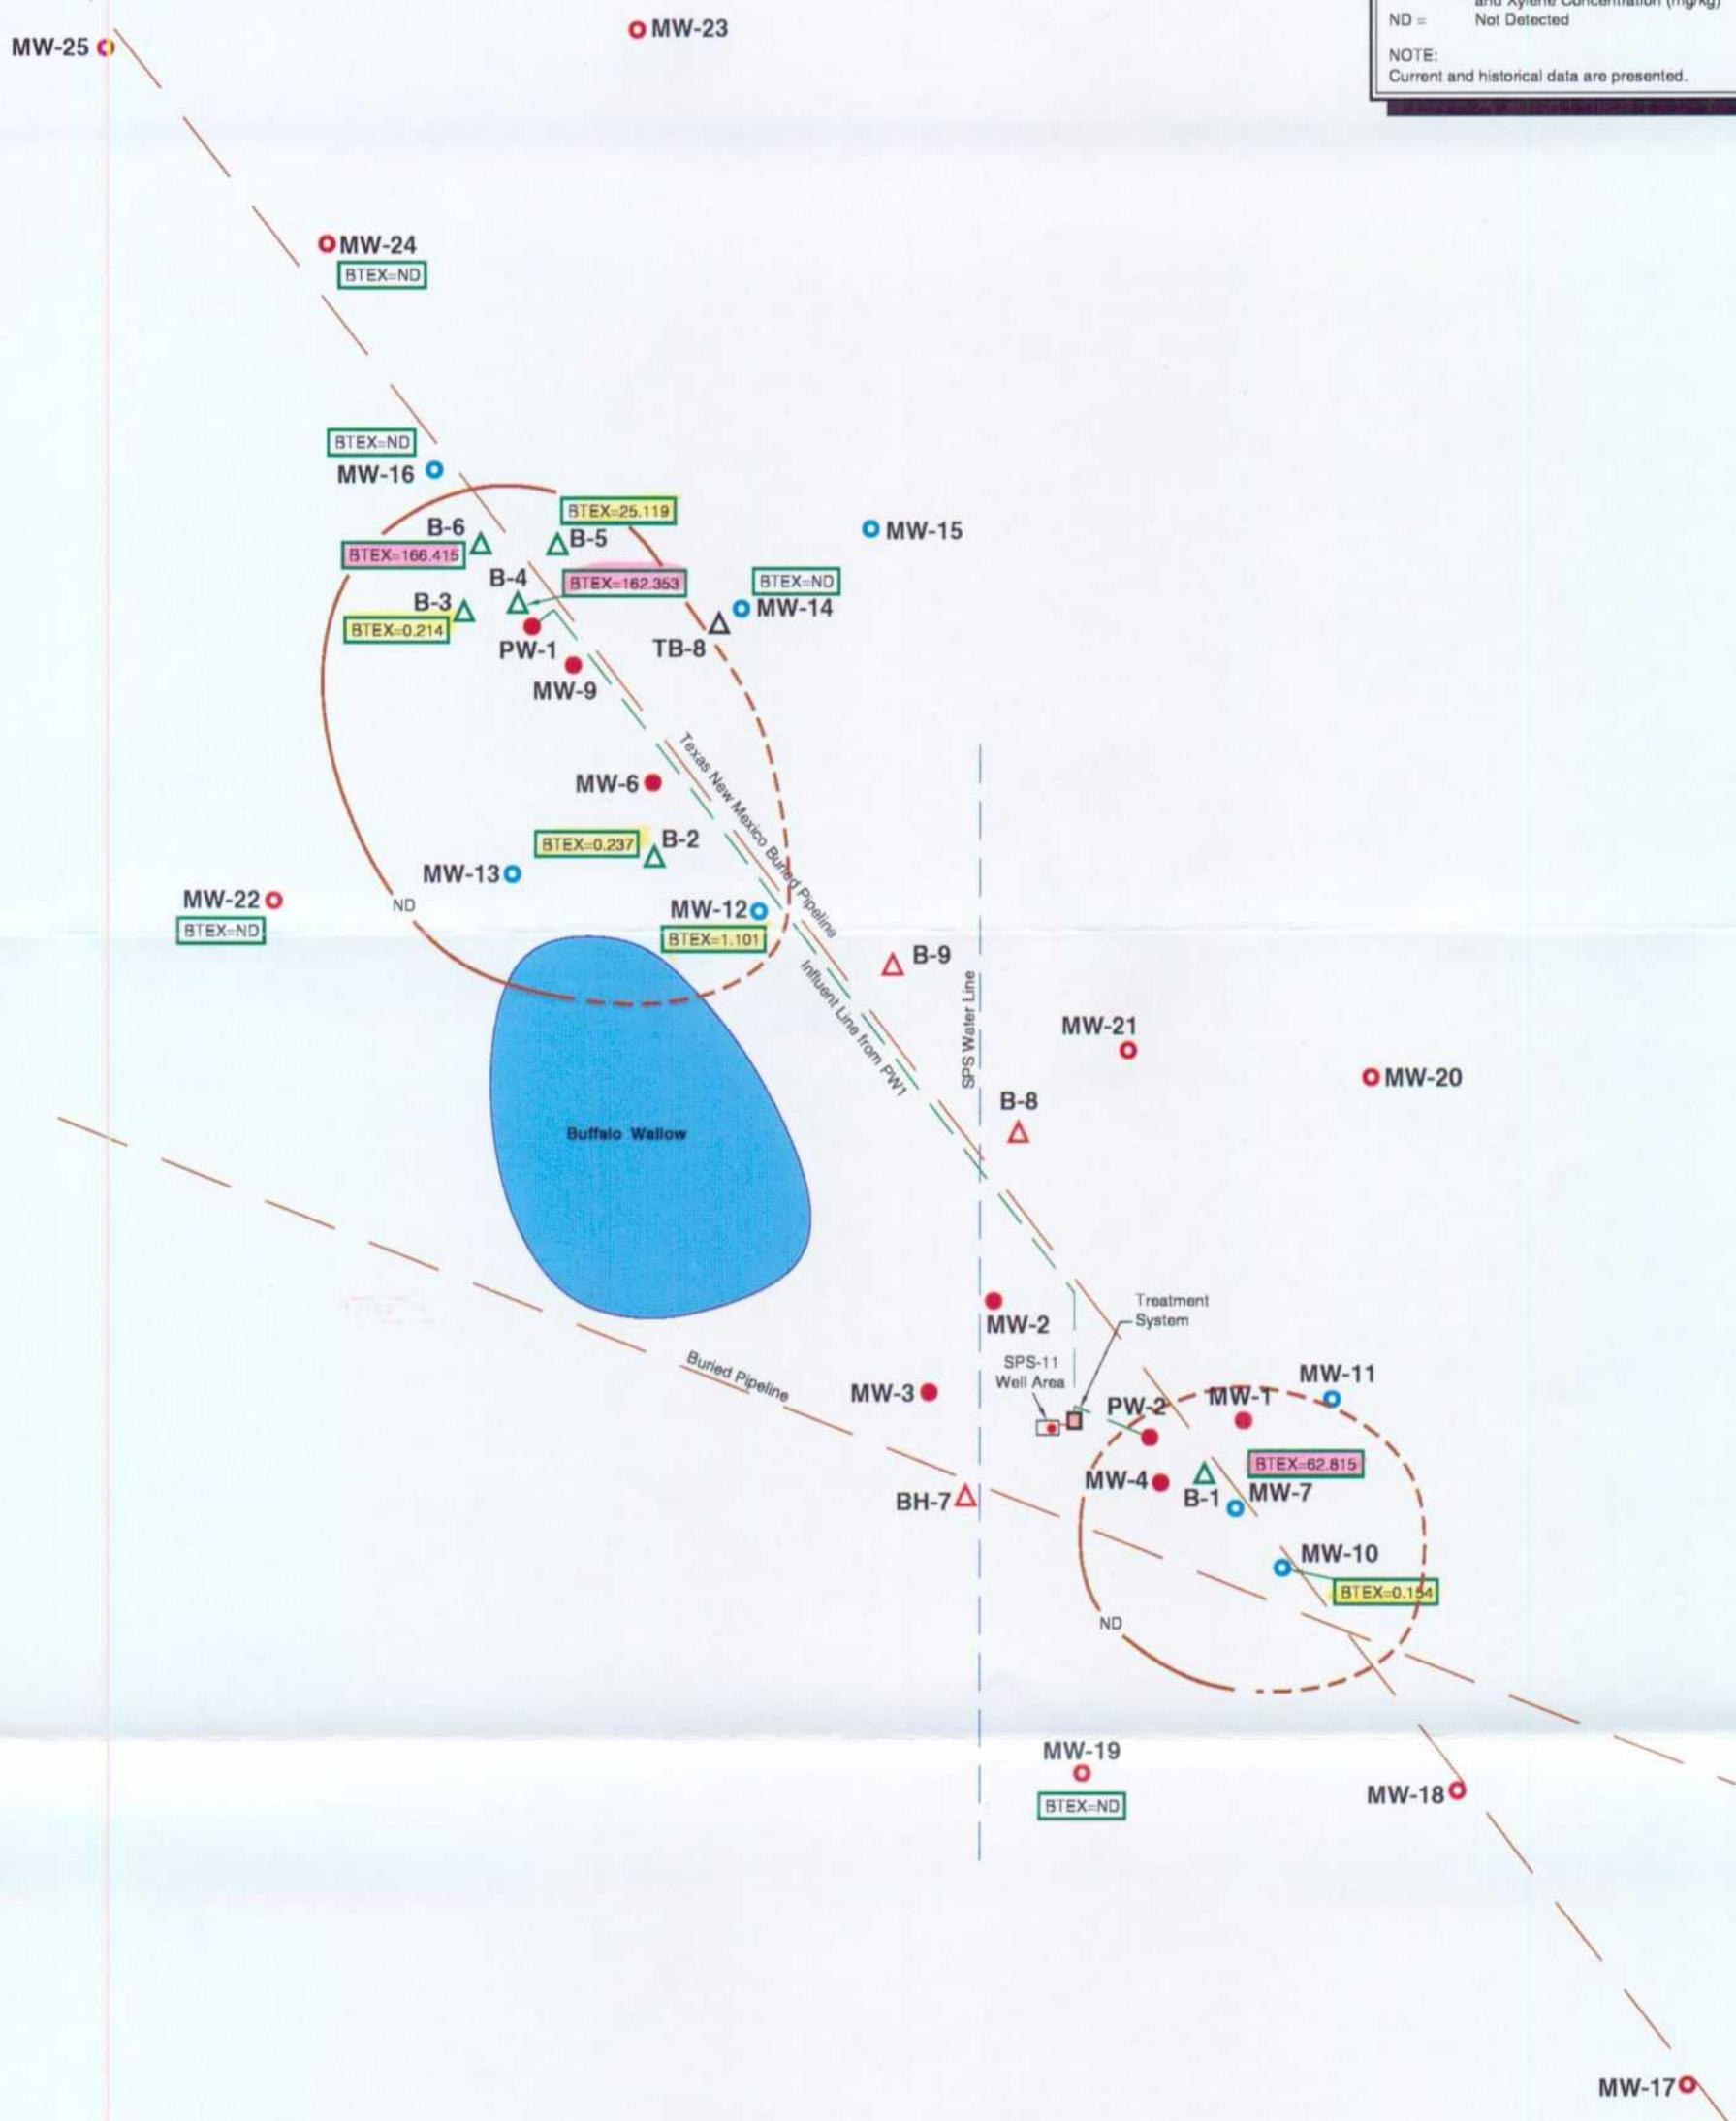 and Xylene Concentration (mg/kg)
ND = Not Detected
NOTE:
Current and historical data are presented.
MW-25
MW-23
MW-24
BTEX=ND
BTEX=ND
MW-16
BTEX=25.119
B-6
B-5
MW-15
BTEX=166.415
B-4
BTEX=162.353
BTEX=ND
B-3
MW-14
BTEX=0.214
PW-1
TB-8
MW-9
Texas New Mexico Buried Pipeline
MW-6
BTEX=0.237
B-2
MW-13
MW-22
ND
MW-12
BTEX=ND
BTEX=1.101
B-9
Influent Line from PW1
SPS Water Line
MW-21
MW-20
B-8
Buffalo Wallow
Treatment
System
MW-2
SPS-11
Well Area
Buried Pipeline
MW-3
MW-11
PW-2
MW-1
BTEX=62.815
MW-4
B-1
MW-7
BH-7
MW-10
BTEX=0.154
ND
MW-19
BTEX=ND
MW-18
MW-17